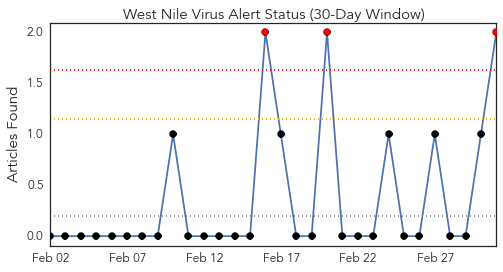 West Nile Virus Alert Status (30-Day Window)
Articles Found
2.0
1.5
1.0
0.5
0.0
Feb 02 Feb 07 Feb 12 Feb 17 Feb 22 Feb 27